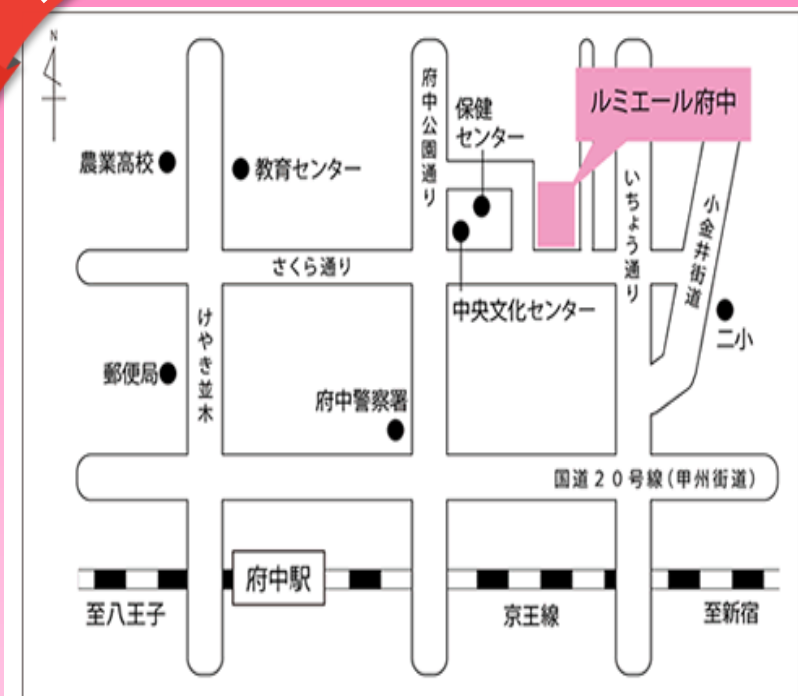 N
ルミエール府中
府中公園通り
保健
センター
農業高校
教育センター
いちょう通り
小金井街道
さくら通り
中央文化センター
二小
けやき並木
郵便局
府中警察署
国道20号線(甲州街道)
府中駅
至八王子
京王線
至新宿